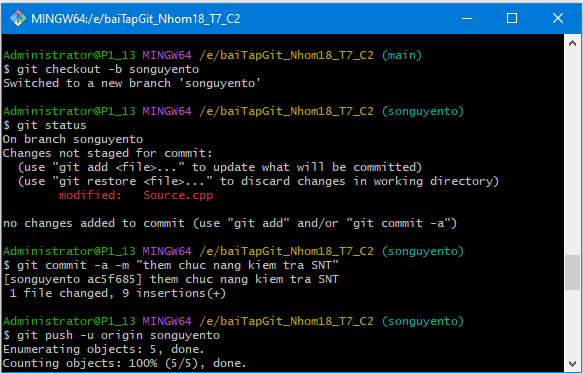 MINGW64:/e/baiTapGit_Nhom18_T7_C2
Administrator@P1_13 MINGW64 /e/baiTapGit_Nhom18_T7_C2 (main)
$ git checkout -b songuyento
Switched to a new branch 'songuyento'
Administrator@P1_13 MINGW64 /e/baiTapGit_Nhom18_T7_C2 (songuyento)
$ git status
On branch songuyento
Changes not staged for commit:
  (use "git add <file>..." to update what will be committed)
  (use "git restore <file>..." to discard changes in working directory)
        modified:   Source.cpp
no changes added to commit (use "git add" and/or "git commit -a")
Administrator@P1_13 MINGW64 /e/baiTapGit_Nhom18_T7_C2 (songuyento)
$ git commit -a -m "them chuc nang kiem tra SNT"
[songuyento ac5f685] them chuc nang kiem tra SNT
 1 file changed, 9 insertions(+)
Administrator@P1_13 MINGW64 /e/baiTapGit_Nhom18_T7_C2 (songuyento)
$ git push -u origin songuyento
Enumerating objects: 5, done.
Counting objects: 100% (5/5), done.